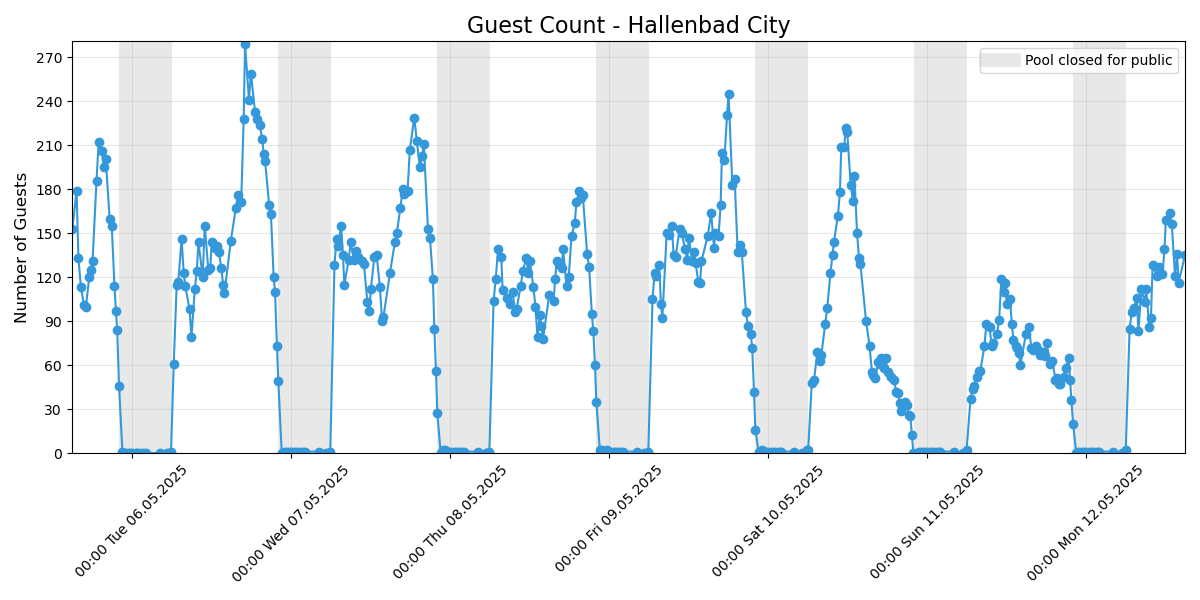 Guest Count - Hallenbad City
Pool closed for public
Number of Guests
270
240
210
180
150
120
90
60
30
0
00:00 Tue 06.05.2025
00:00 Wed 07.05.2025
00:00 Thu 08.05.2025
00:00 Fri 09.05.2025
00:00 Sat 10.05.2025
00:00 Sun 11.05.2025
00:00 Mon 12.05.2025